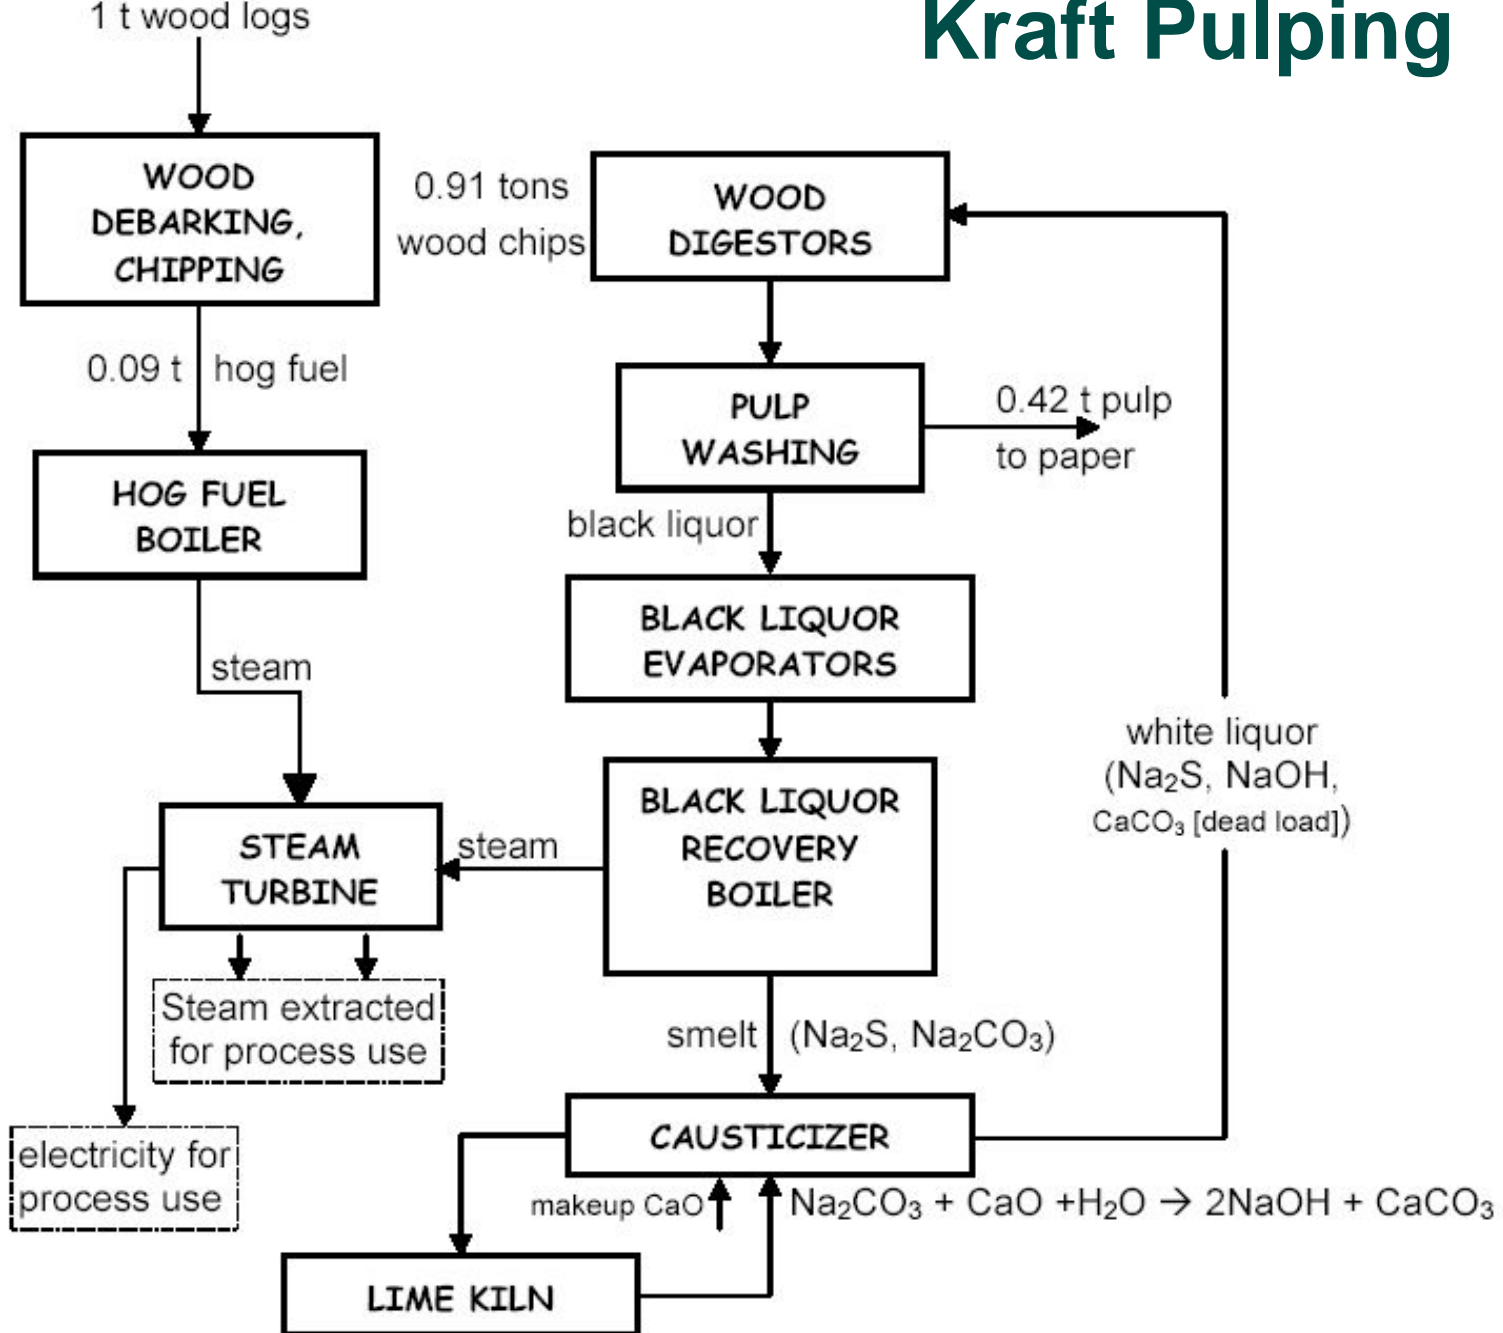 Kraft Pulping
1 t wood logs
WOOD
DEBARKING,
CHIPPING
0.91 tons
wood chips
WOOD
DIGESTORS
0.09 t hog fuel
PULP
WASHING
0.42 t pulp
to paper
HOG FUEL
BOILER
black liquor
BLACK LIQUOR
EVAPORATORS
steam
white liquor
(Na₂S, NaOH,
CaCO₃ [dead load])
BLACK LIQUOR
RECOVERY
BOILER
STEAM
TURBINE
steam
Steam extracted
for process use
smelt (Na₂S, Na₂CO₃)
electricity for
process use
CAUSTICIZER
makeup CaO
Na₂CO₃ + CaO +H₂O → 2NaOH + CaCO₃
LIME KILN